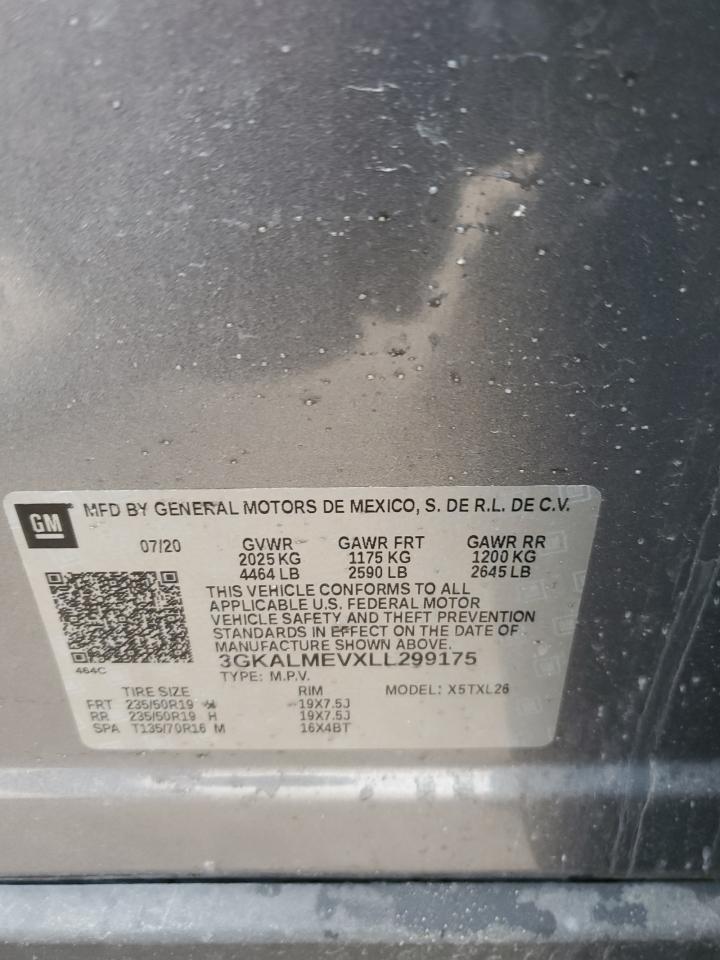 GM
MFD BY GENERAL MOTORS DE MEXICO, S. DE R.L. DE C.V.
07/20 GVWR GAWR FRT GAWR RR
2025 KG 1175 KG 1200 KG
4464 LB 2590 LB 2645 LB
THIS VEHICLE CONFORMS TO ALL
APPLICABLE U.S. FEDERAL MOTOR
VEHICLE SAFETY AND THEFT PREVENTION
STANDARDS IN EFFECT ON THE DATE OF
MANUFACTURE SHOWN ABOVE.
464C 3GKALMEVXLL299175
TYPE: M.P.V.
TIRE SIZE RIM MODEL: X5TXL26
FRT 235/50R19 19X7.5J
RR 235/50R19 H 19X7.5J
SPA T135/70R16 M 16X4BT